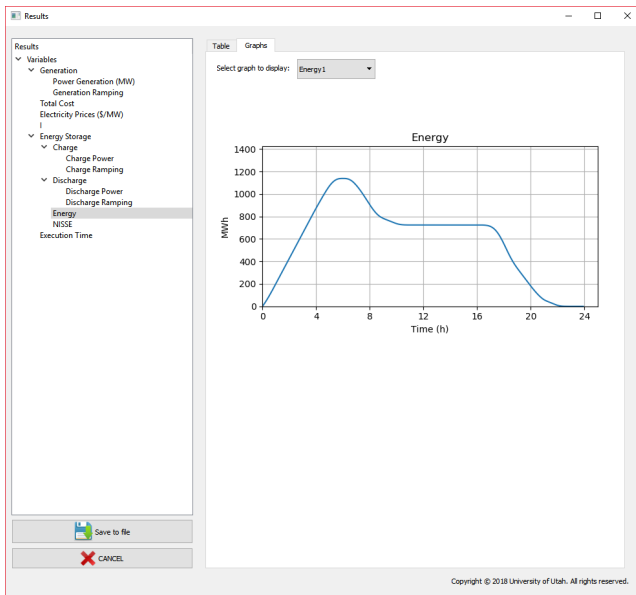 Results
Results
Variables
Generation
Power Generation (MW)
Generation Ramping
Total Cost
Electricity Prices ($/MW)
I
Energy Storage
Charge
Charge Power
Charge Ramping
Discharge
Discharge Power
Discharge Ramping
Energy
NISSE
Execution Time
Save to file
CANCEL
Table Graphs
Select graph to display: Energy1
Energy
1400
1200
1000
800
600
400
200
0
MWh
0 4 8 12 16 20 24
Time (h)
Copyright © 2018 University of Utah. All rights reserved.